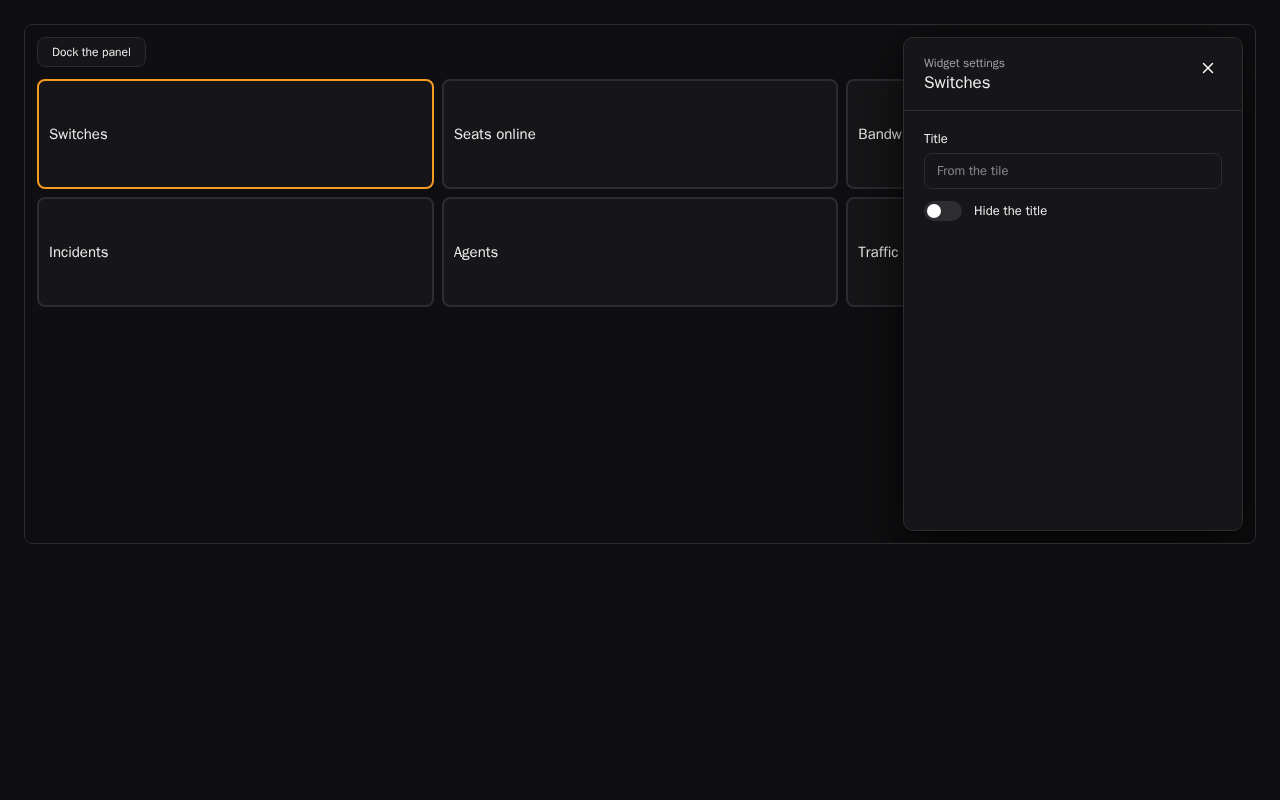 Dock the panel
Switches
Seats online
Incidents
Agents
Traffic
Widget settings
Switches
Title
From the tile
Hide the title